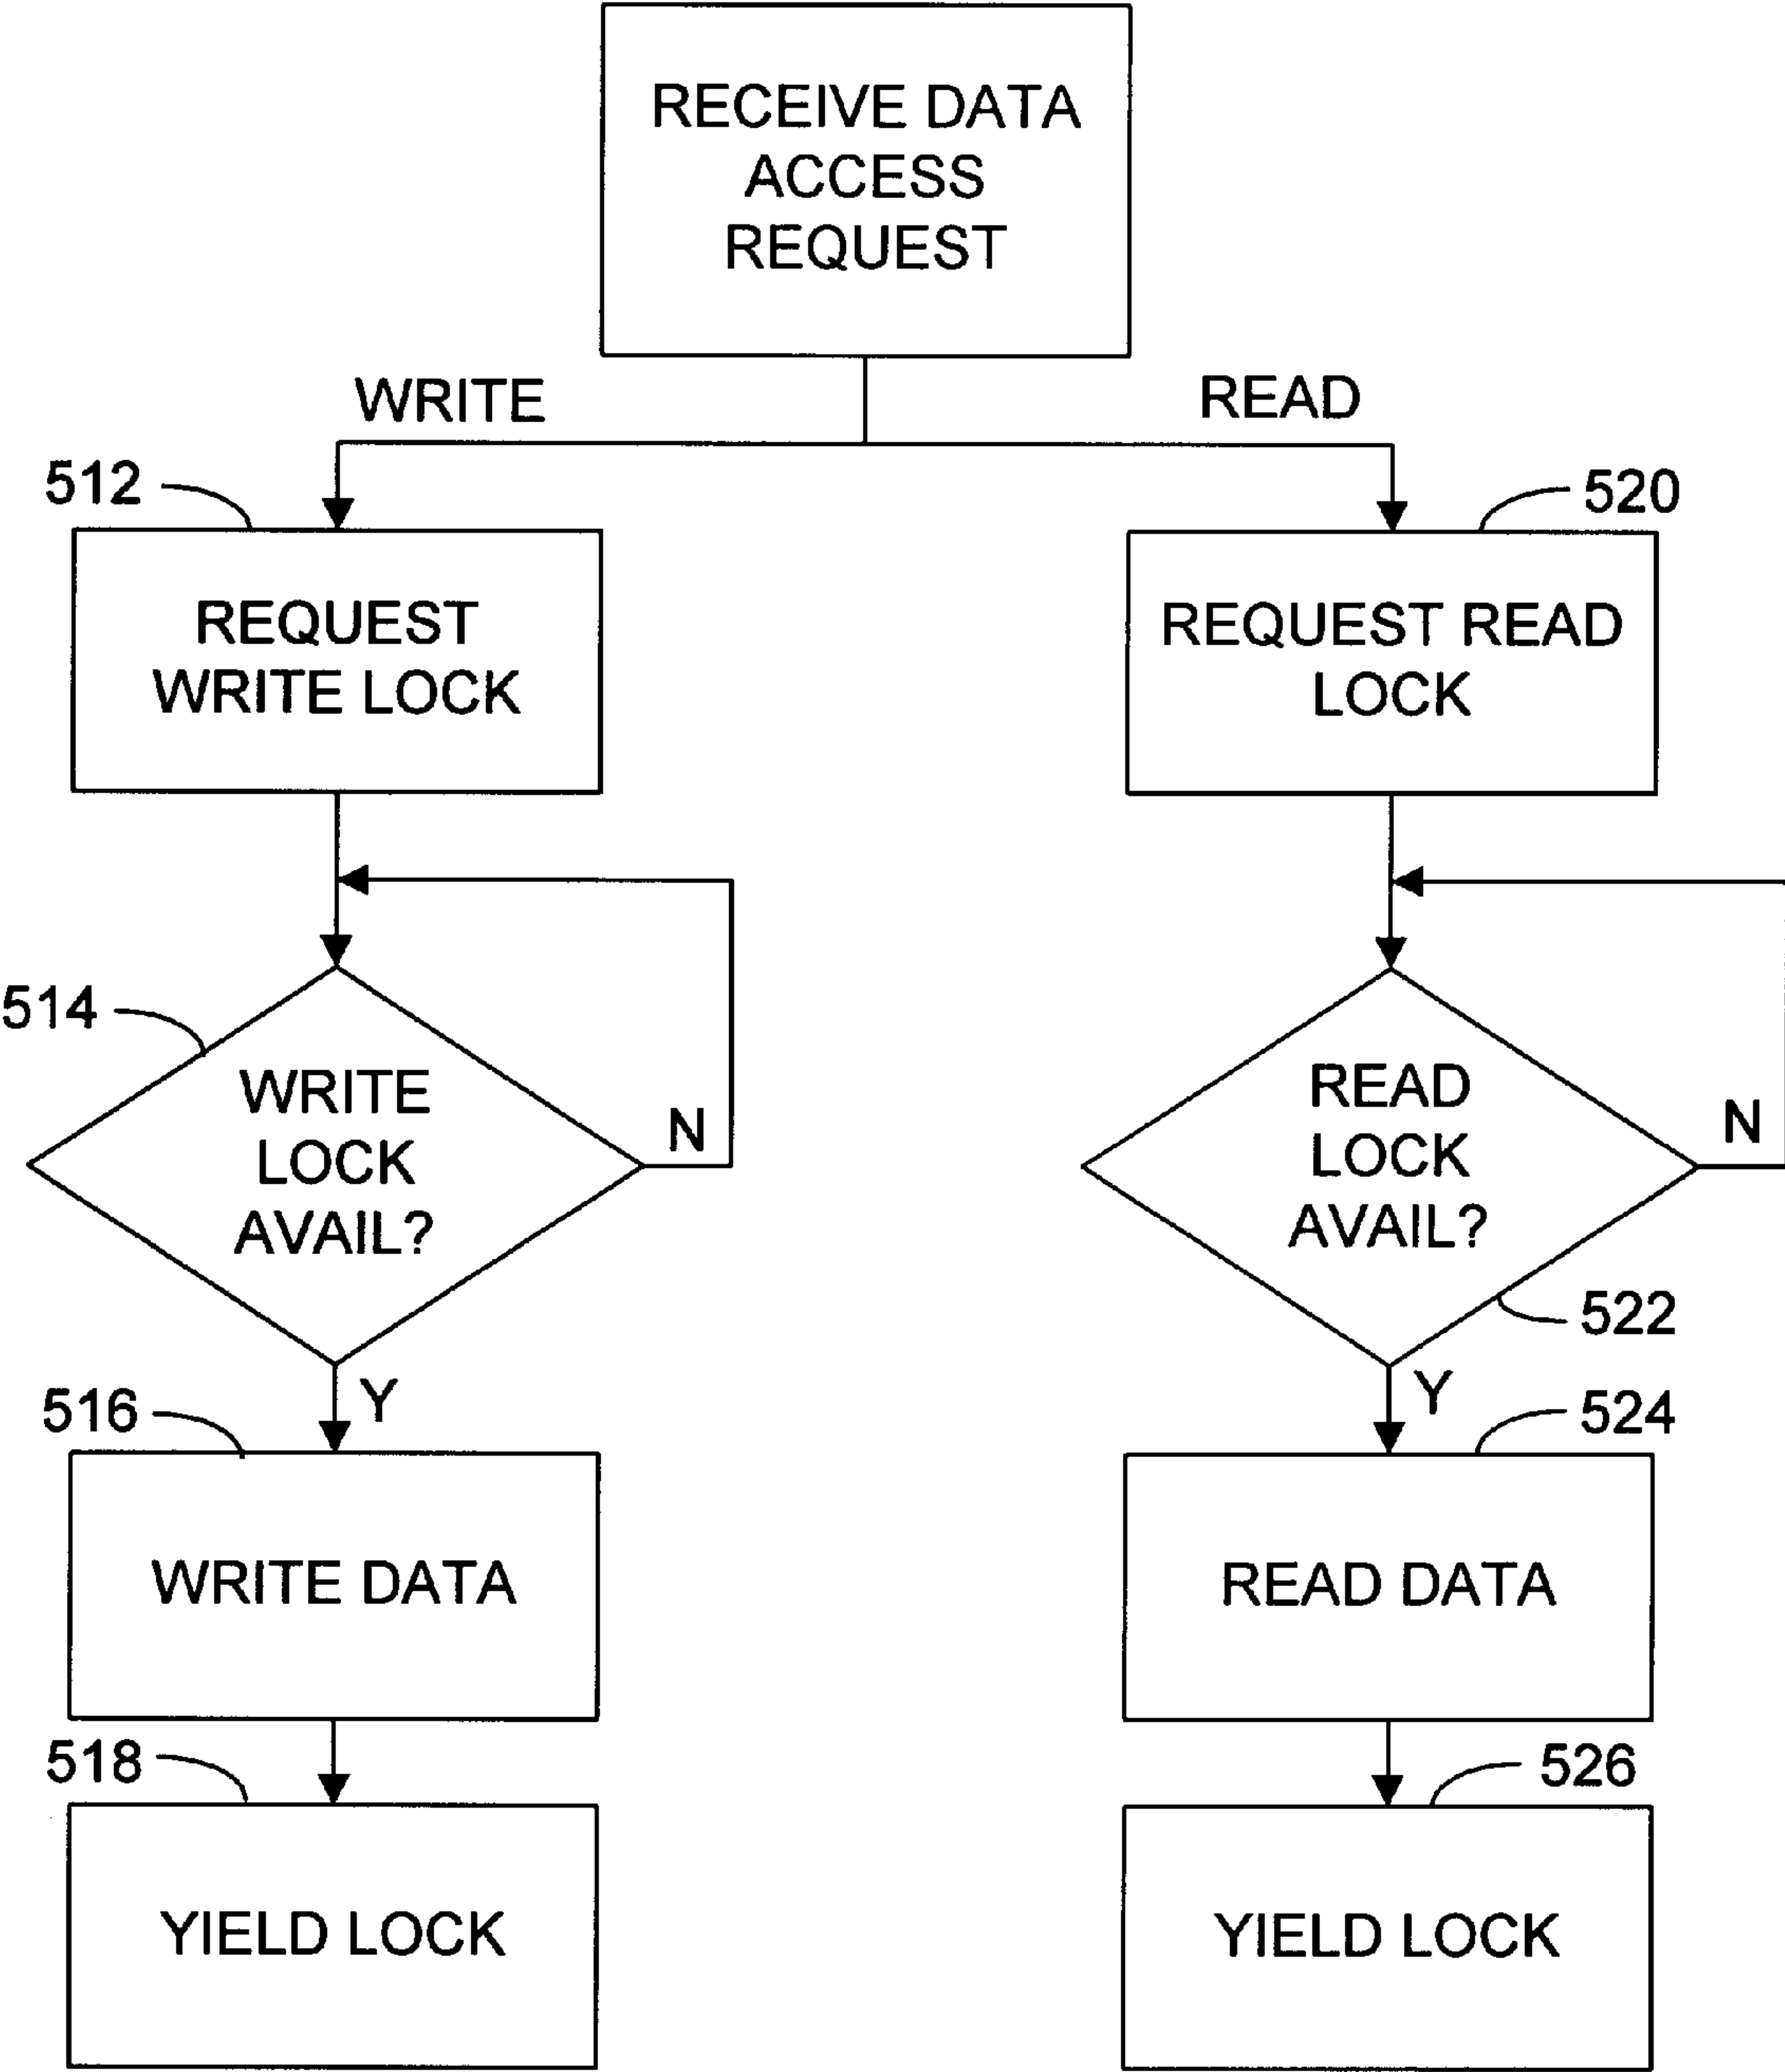 RECEIVE DATA
ACCESS
REQUEST
WRITE
READ
512
520
REQUEST
WRITE LOCK
REQUEST READ
LOCK
514
WRITE
LOCK
AVAIL?
N
READ
LOCK
AVAIL?
N
522
Y
Y
516
524
WRITE DATA
READ DATA
518
526
YIELD LOCK
YIELD LOCK